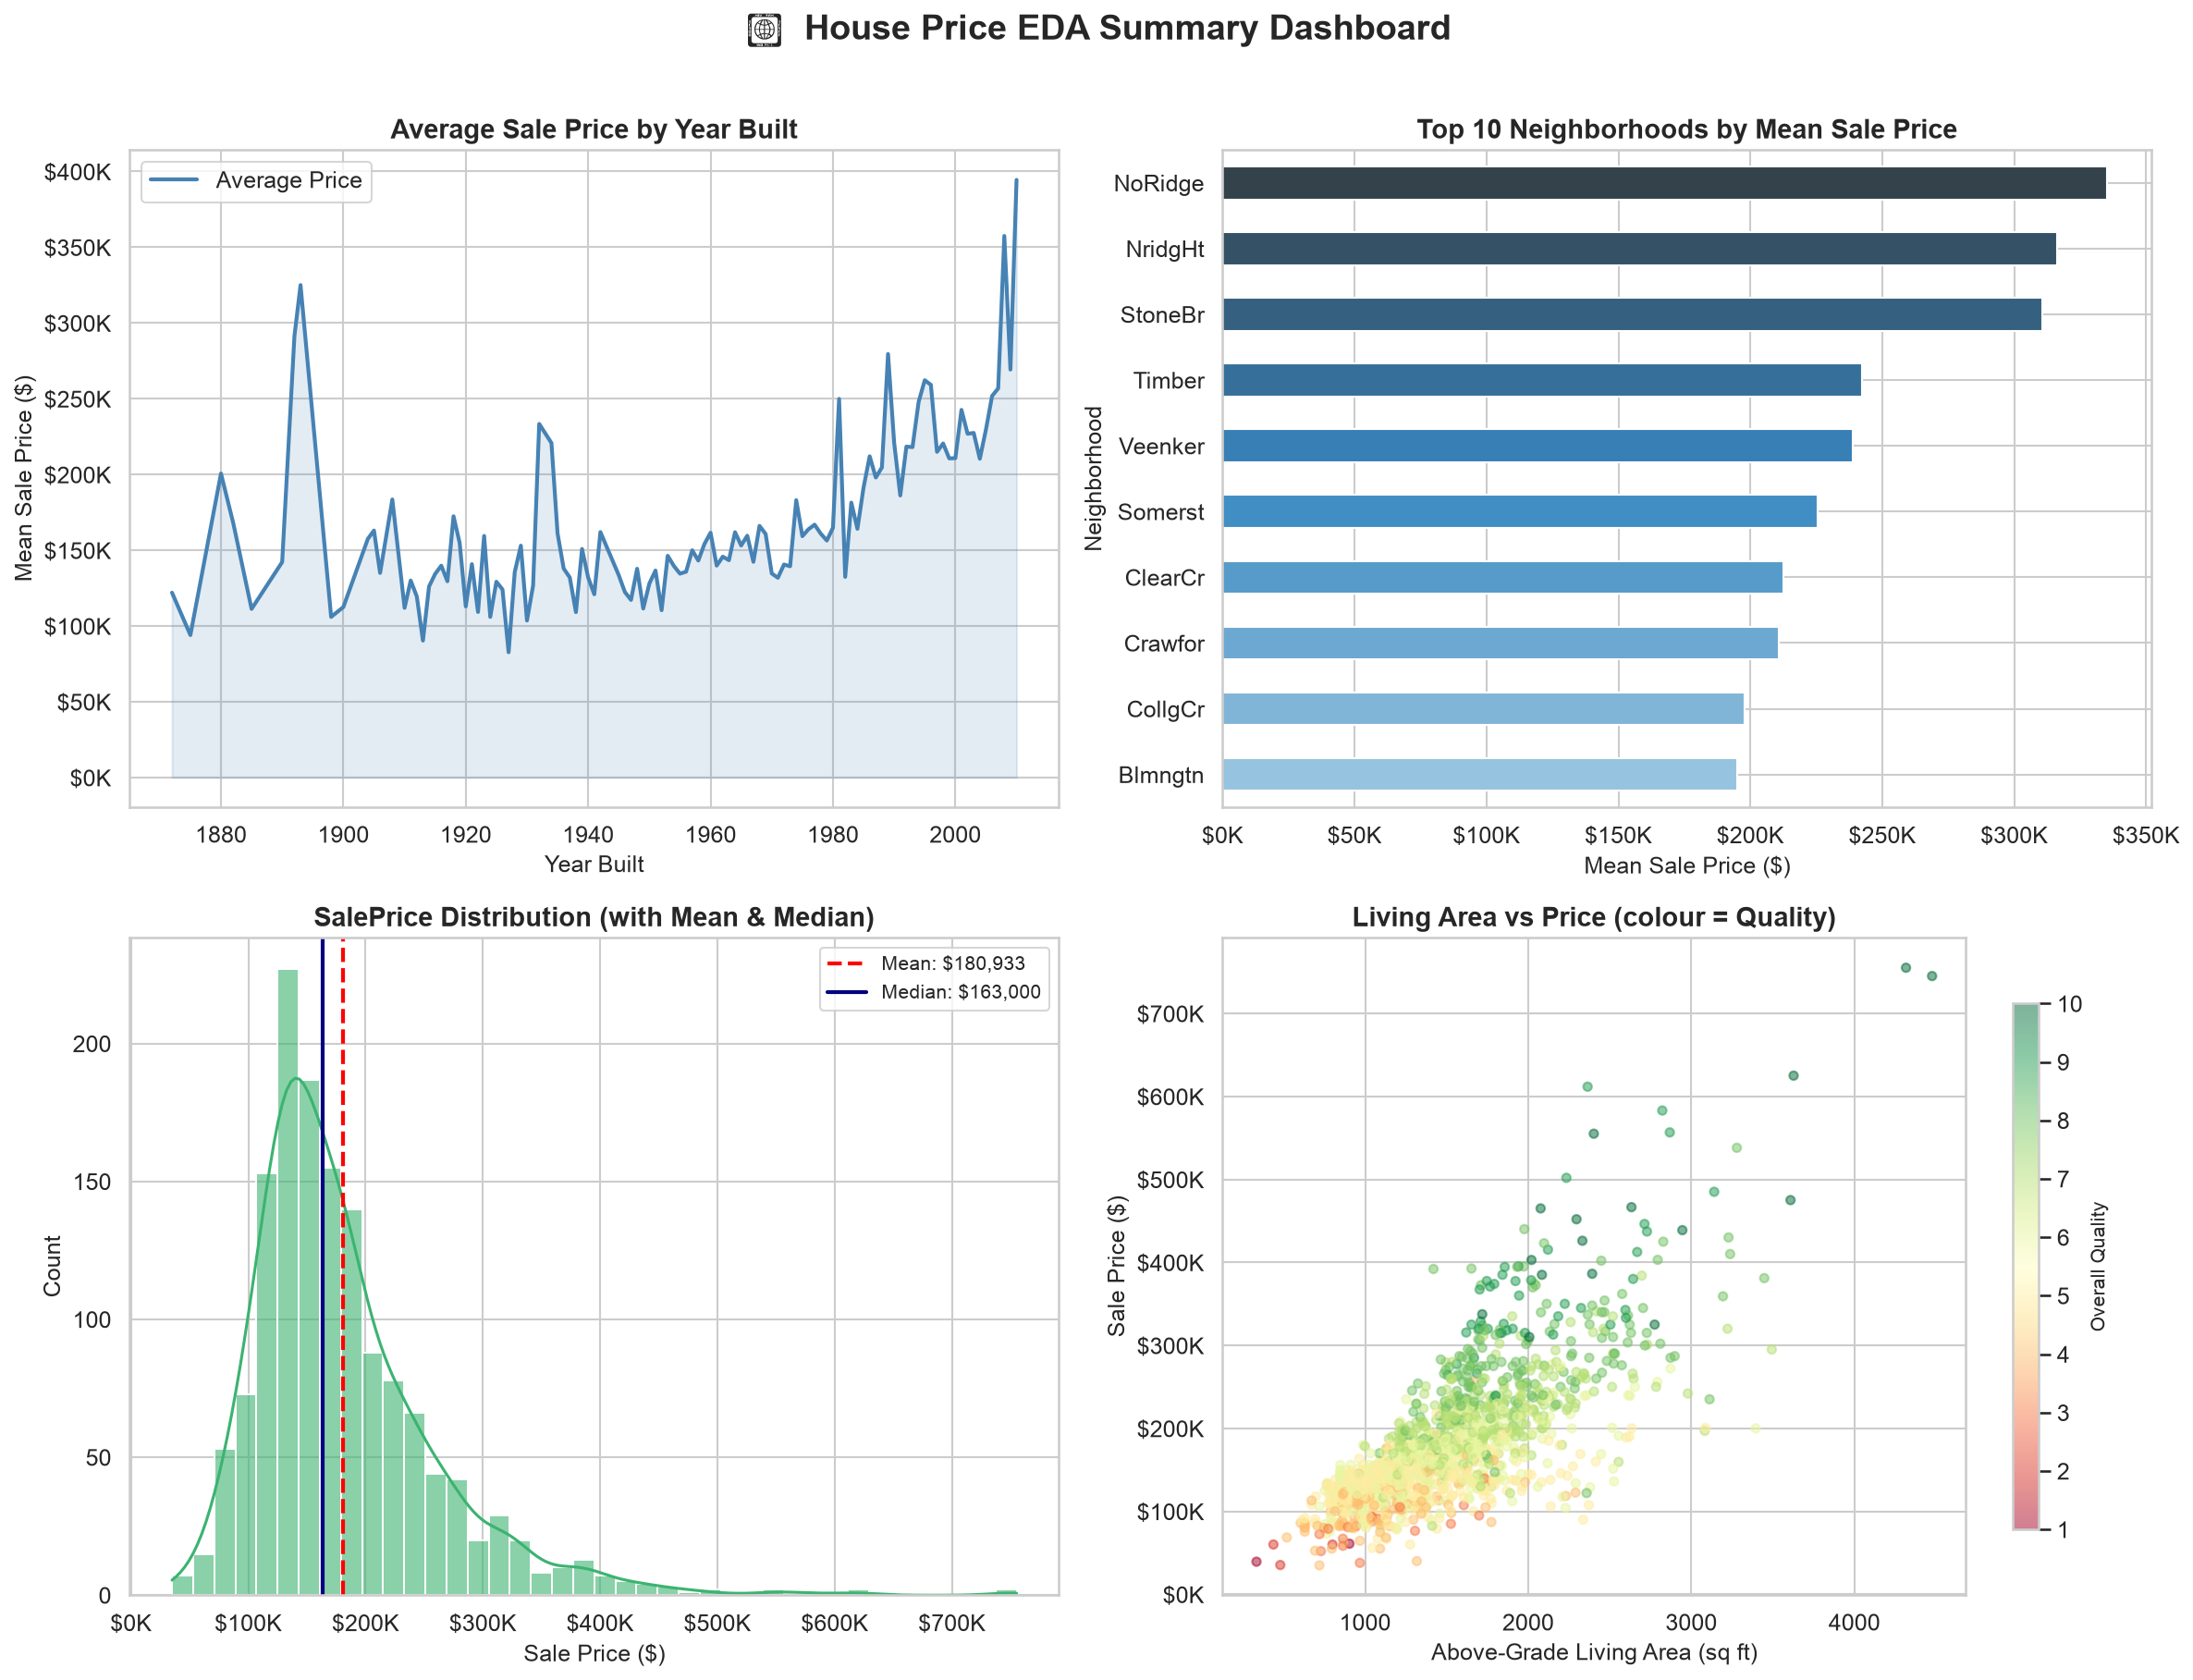 House Price EDA Summary Dashboard
Average Sale Price by Year Built
Average Price
$400K
$350K
$300K
$250K
$200K
$150K
$100K
$50K
$0K
Mean Sale Price ($)
1880 1900 1920 1940 1960 1980 2000
Year Built
Top 10 Neighborhoods by Mean Sale Price
NoRidge
NridgHt
StoneBr
Timber
Veenker
Somerst
ClearCr
Crawfor
CollgCr
Blmngtn
Neighborhood
$0K $50K $100K $150K $200K $250K $300K $350K
Mean Sale Price ($)
SalePrice Distribution (with Mean & Median)
Mean: $180,933
Median: $163,000
200
150
100
50
0
Count
$0K $100K $200K $300K $400K $500K $600K $700K
Sale Price ($)
Living Area vs Price (colour = Quality)
$700K
$600K
$500K
$400K
$300K
$200K
$100K
$0K
Sale Price ($)
1000 2000 3000 4000
Above-Grade Living Area (sq ft)
10
9
8
7
6
5
4
3
2
1
Overall Quality